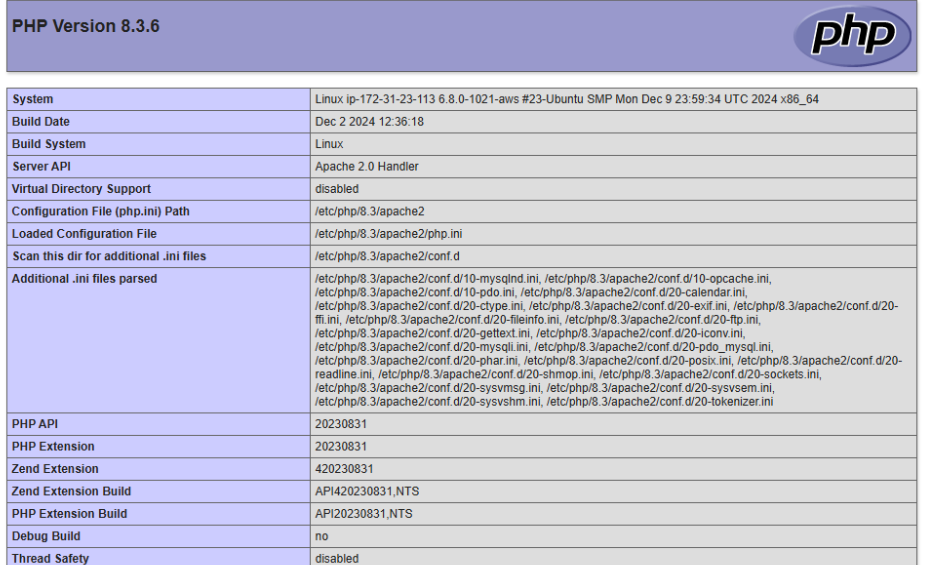 PHP Version 8.3.6
php
System Linux ip-172-31-23-113 6.8.0-1021-aws #23-Ubuntu SMP Mon Dec 9 23:59:34 UTC 2024 x86_64
Build Date Dec 2 2024 12:36:18
Build System Linux
Server API Apache 2.0 Handler
Virtual Directory Support disabled
Configuration File (php.ini) Path /etc/php/8.3/apache2
Loaded Configuration File /etc/php/8.3/apache2/php.ini
Scan this dir for additional .ini files /etc/php/8.3/apache2/conf.d
Additional .ini files parsed /etc/php/8.3/apache2/conf.d/10-mysqlnd.ini, /etc/php/8.3/apache2/conf.d/10-opcache.ini,
/etc/php/8.3/apache2/conf.d/10-pdo.ini, /etc/php/8.3/apache2/conf.d/20-calendar.ini,
/etc/php/8.3/apache2/conf.d/20-ctype.ini, /etc/php/8.3/apache2/conf.d/20-exif.ini, /etc/php/8.3/apache2/conf.d/20-
ffi.ini, /etc/php/8.3/apache2/conf.d/20-fileinfo.ini, /etc/php/8.3/apache2/conf.d/20-ftp.ini,
/etc/php/8.3/apache2/conf.d/20-gettext.ini, /etc/php/8.3/apache2/conf.d/20-iconv.ini,
/etc/php/8.3/apache2/conf.d/20-mysqli.ini, /etc/php/8.3/apache2/conf.d/20-pdo_mysql.ini,
/etc/php/8.3/apache2/conf.d/20-phar.ini, /etc/php/8.3/apache2/conf.d/20-posix.ini, /etc/php/8.3/apache2/conf.d/20-
readline.ini, /etc/php/8.3/apache2/conf.d/20-shmop.ini, /etc/php/8.3/apache2/conf.d/20-sockets.ini,
/etc/php/8.3/apache2/conf.d/20-sysvmsg.ini, /etc/php/8.3/apache2/conf.d/20-sysvsem.ini,
/etc/php/8.3/apache2/conf.d/20-sysvshm.ini, /etc/php/8.3/apache2/conf.d/20-tokenizer.ini
PHP API 20230831
PHP Extension 20230831
Zend Extension 420230831
Zend Extension Build API420230831,NTS
PHP Extension Build API20230831,NTS
Debug Build no
Thread Safety disabled